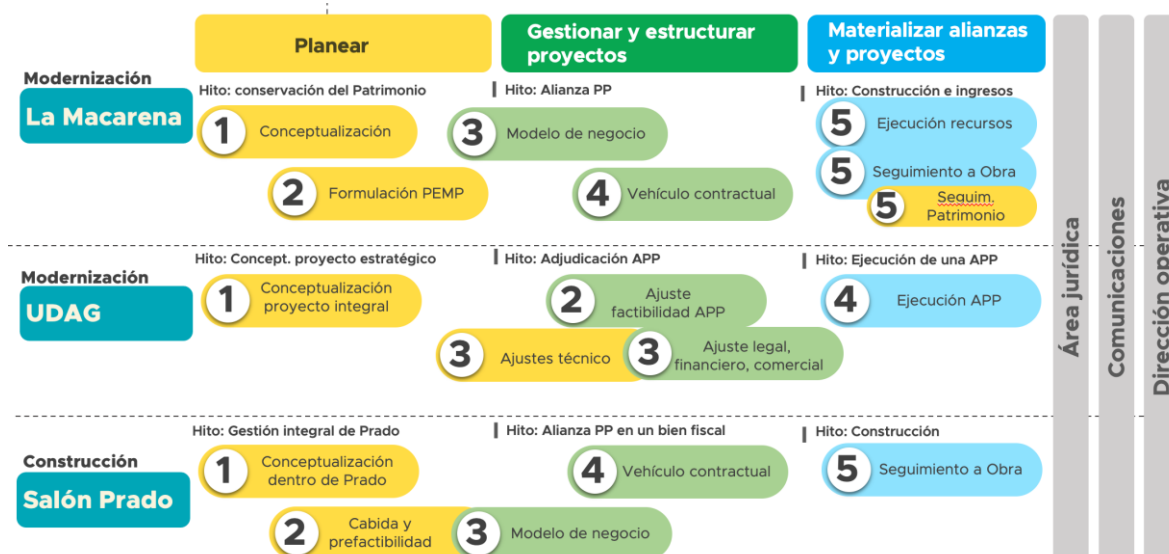 Planear
Gestionar y estructurar
proyectos
Materializar alianzas
y proyectos
Modernización
La Macarena
Hito: conservación del Patrimonio
1 Conceptualización
2 Formulación PEMP
Hito: Alianza PP
3 Modelo de negocio
4 Vehículo contractual
Hito: Construcción e ingresos
5 Ejecución recursos
5 Seguimiento a Obra
5 Seguim.
Patrimonio
Modernización
UDAG
Hito: Concept. proyecto estratégico
1 Conceptualización
proyecto integral
Hito: Adjudicación APP
2 Ajuste
factibilidad APP
3 Ajustes técnico
3 Ajuste legal,
financiero, comercial
Hito: Ejecución de una APP
4 Ejecución APP
Construcción
Salón Prado
Hito: Gestión integral de Prado
1 Conceptualización
dentro de Prado
2 Cabida y
prefactibilidad
Hito: Alianza PP en un bien fiscal
4 Vehículo contractual
3 Modelo de negocio
Hito: Construcción
5 Seguimiento a Obra
Área jurídica
Comunicaciones
Dirección operativa